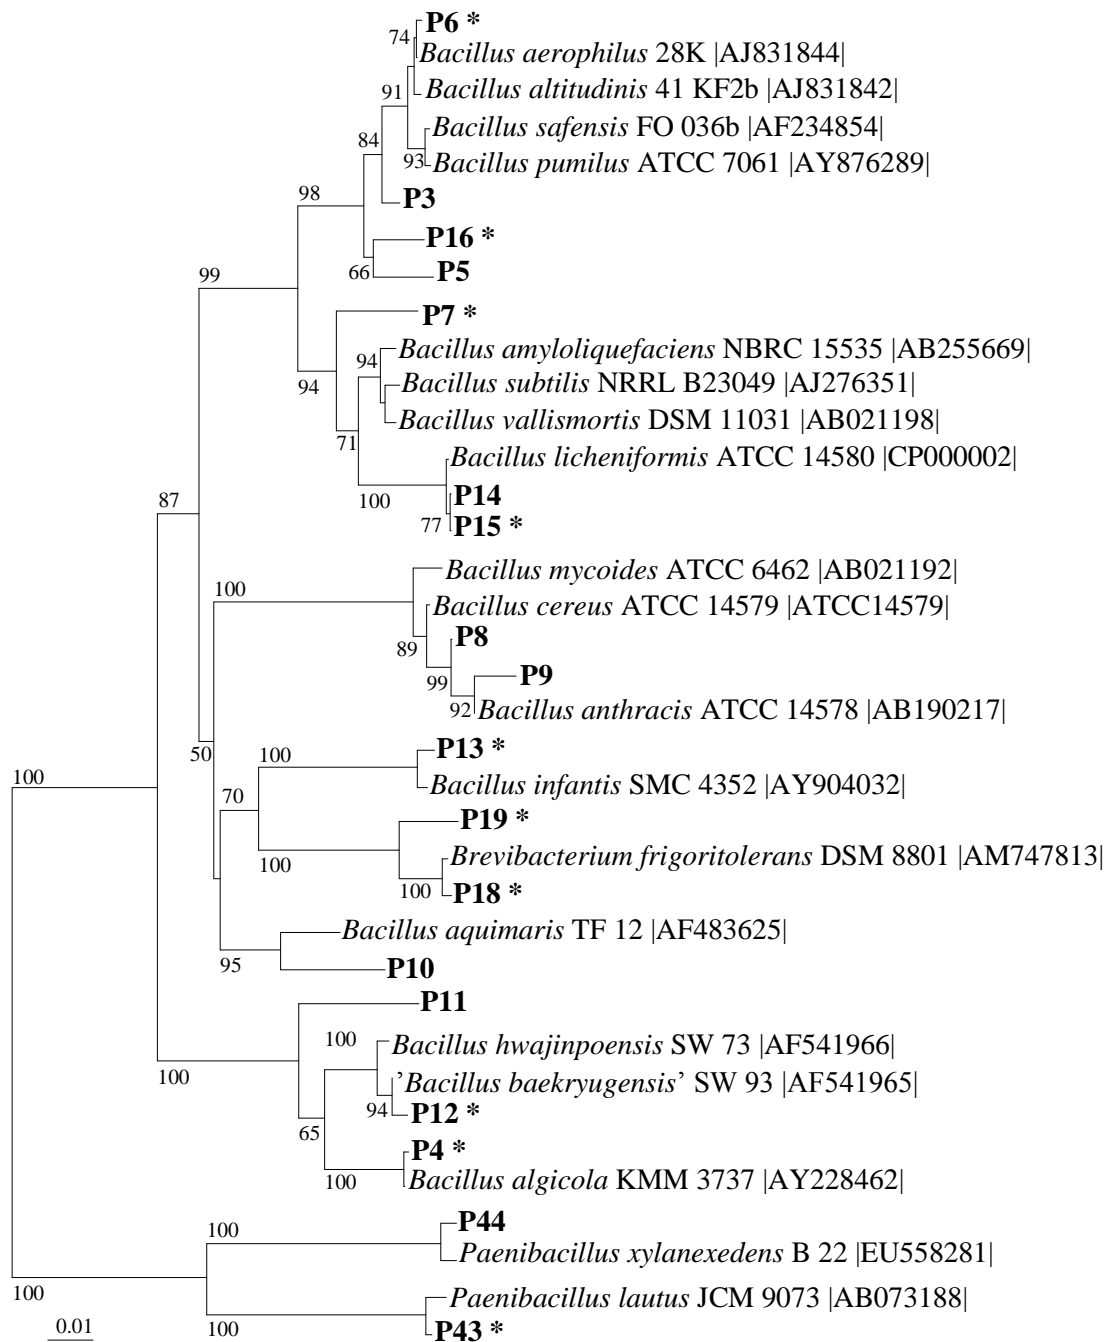 P6 *
74
Bacillus aerophilus 28K |AJ831844|
91
Bacillus altitudinis 41 KF2b |AJ831842|
Bacillus safensis FO 036b |AF234854|
84
93
Bacillus pumilus ATCC 7061 |AY876289|
98
P3
P16 *
66
P5
99
P7 *
94
Bacillus amyloliquefaciens NBRC 15535 |AB255669|
94
Bacillus subtilis NRRL B23049 |AJ276351|
Bacillus vallismortis DSM 11031 |AB021198|
71
Bacillus licheniformis ATCC 14580 |CP000002|
100
P14
87
77
P15 *
Bacillus mycoides ATCC 6462 |AB021192|
100
Bacillus cereus ATCC 14579 |ATCC14579|
P8
89
P9
99
92
Bacillus anthracis ATCC 14578 |AB190217|
P13 *
50
100
100
Bacillus infantis SMC 4352 |AY904032|
70
P19 *
100
Brevibacterium frigoritolerans DSM 8801 |AM747813|
100
P18 *
Bacillus aquimaris TF 12 |AF483625|
95
P10
P11
100
Bacillus hwajinpoensis SW 73 |AF541966|
100
'Bacillus baekryugensis' SW 93 |AF541965|
94
P12 *
65
P4 *
100
Bacillus algicola KMM 3737 |AY228462|
P44
100
Paenibacillus xylanexedens B 22 |EU558281|
100
Paenibacillus lautus JCM 9073 |AB073188|
0.01
100
P43 *